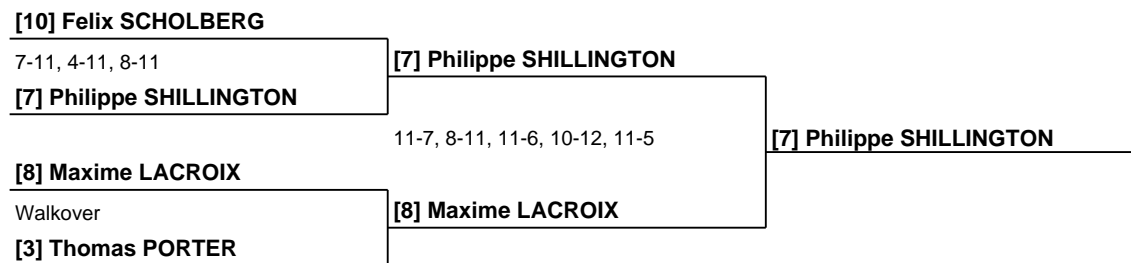 [10] Felix SCHOLBERG
7-11, 4-11, 8-11
[7] Philippe SHILLINGTON
[7] Philippe SHILLINGTON
11-7, 8-11, 11-6, 10-12, 11-5
[7] Philippe SHILLINGTON
[8] Maxime LACROIX
Walkover
[8] Maxime LACROIX
[3] Thomas PORTER